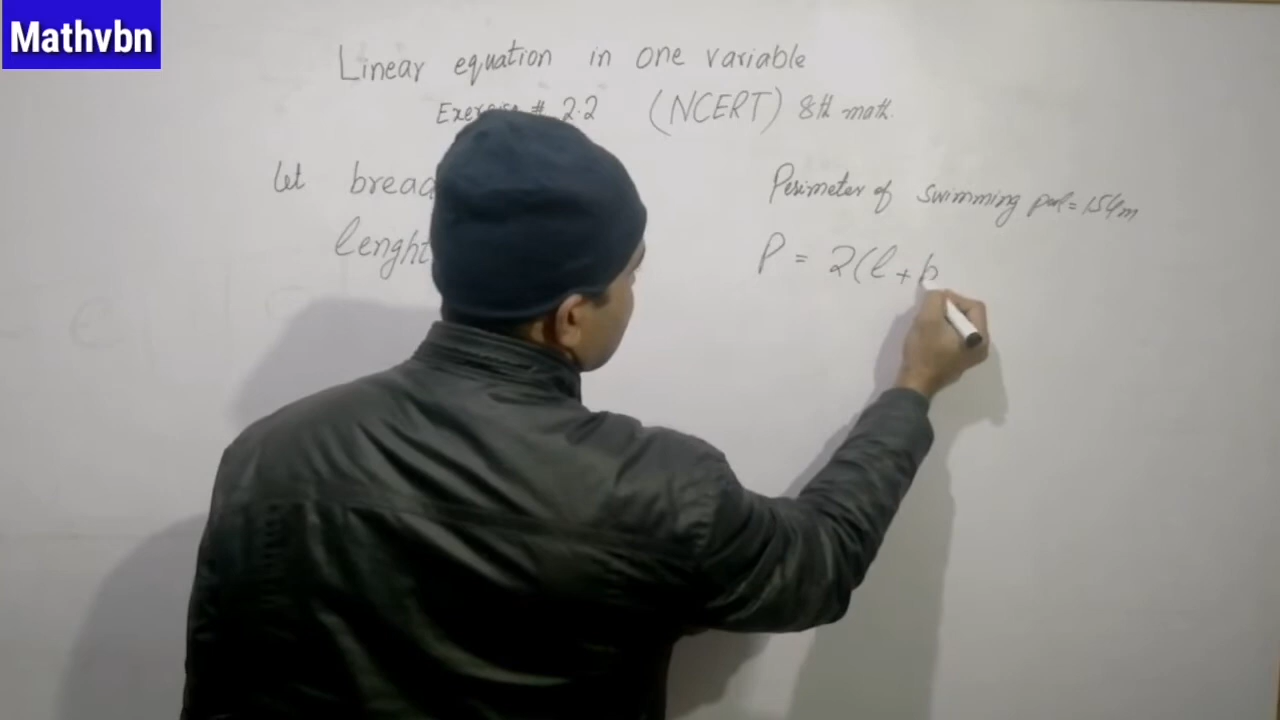 Mathvbn
Linear equation in one variable
Exercise # 2.2 (NCERT) 8th math.
Let bread
lenght
Perimeter of swimming pool = 154m
P = 2(l + b